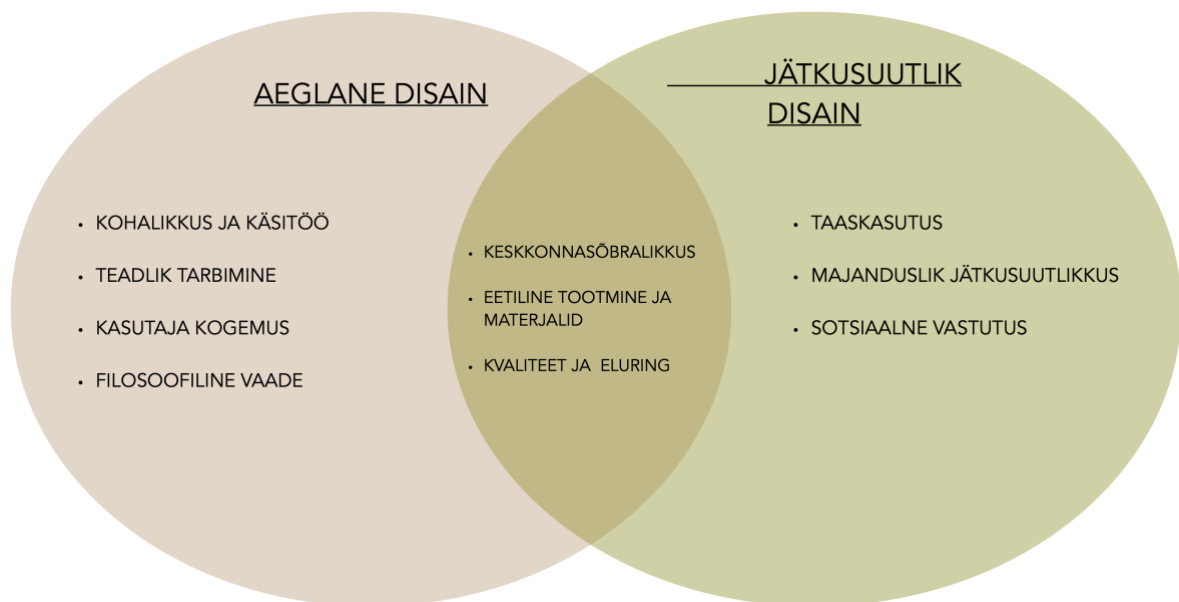 AEGLANE DISAIN
• KOHALIKKUS JA KÄSITÖÖ
• TEADLIK TARBIMINE
• KASUTAJA KOGEMUS
• FILOSOOFILINE VAADE
• KESKKONNASÕBRALIKKUS
• EETILINE TOOTMINE JA
MATERJALID
• KVALITEET JA ELURING
JÄTKUSUUTLIK
DISAIN
• TAASKASUTUS
• MAJANDUSLIK JÄTKUSUUTLIKKUS
• SOTSIAALNE VASTUTUS